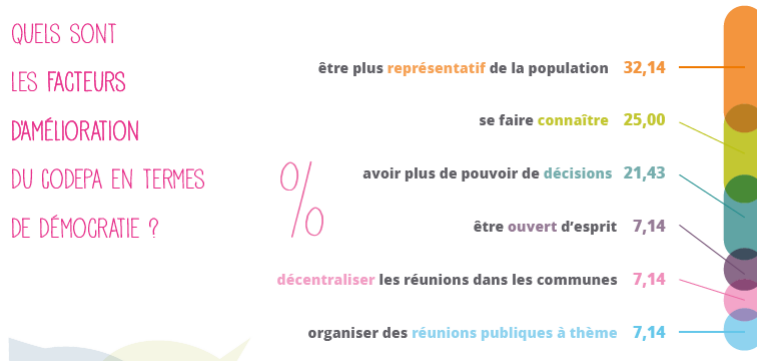 QUELS SONT
LES FACTEURS
D'AMÉLIORATION
DU CODEPA EN TERMES
DE DÉMOCRATIE ?
%
être plus représentatif de la population 32,14
se faire connaître 25,00
avoir plus de pouvoir de décisions 21,43
être ouvert d'esprit 7,14
décentraliser les réunions dans les communes 7,14
organiser des réunions publiques à thème 7,14